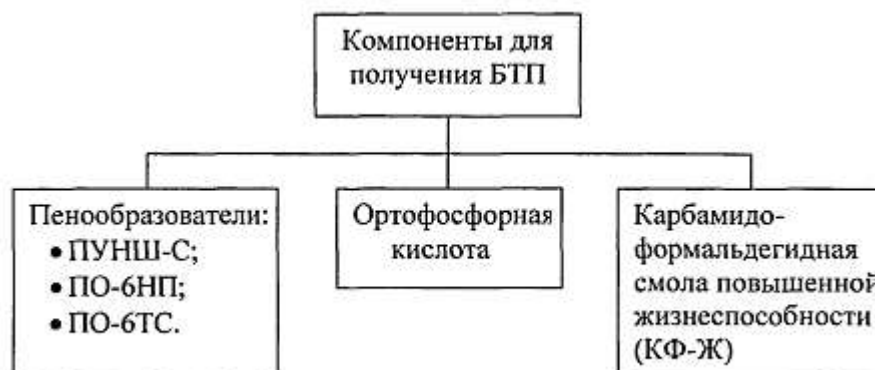 Компоненты для
получения БТП
Пенообразователи:
• ПУНШ-С;
• ПО-6НП;
• ПО-6ТС.
Ортофосфорная
кислота
Карбамидо-
формальдегидная
смола повышенной
жизнеспособности
(КФ-Ж)